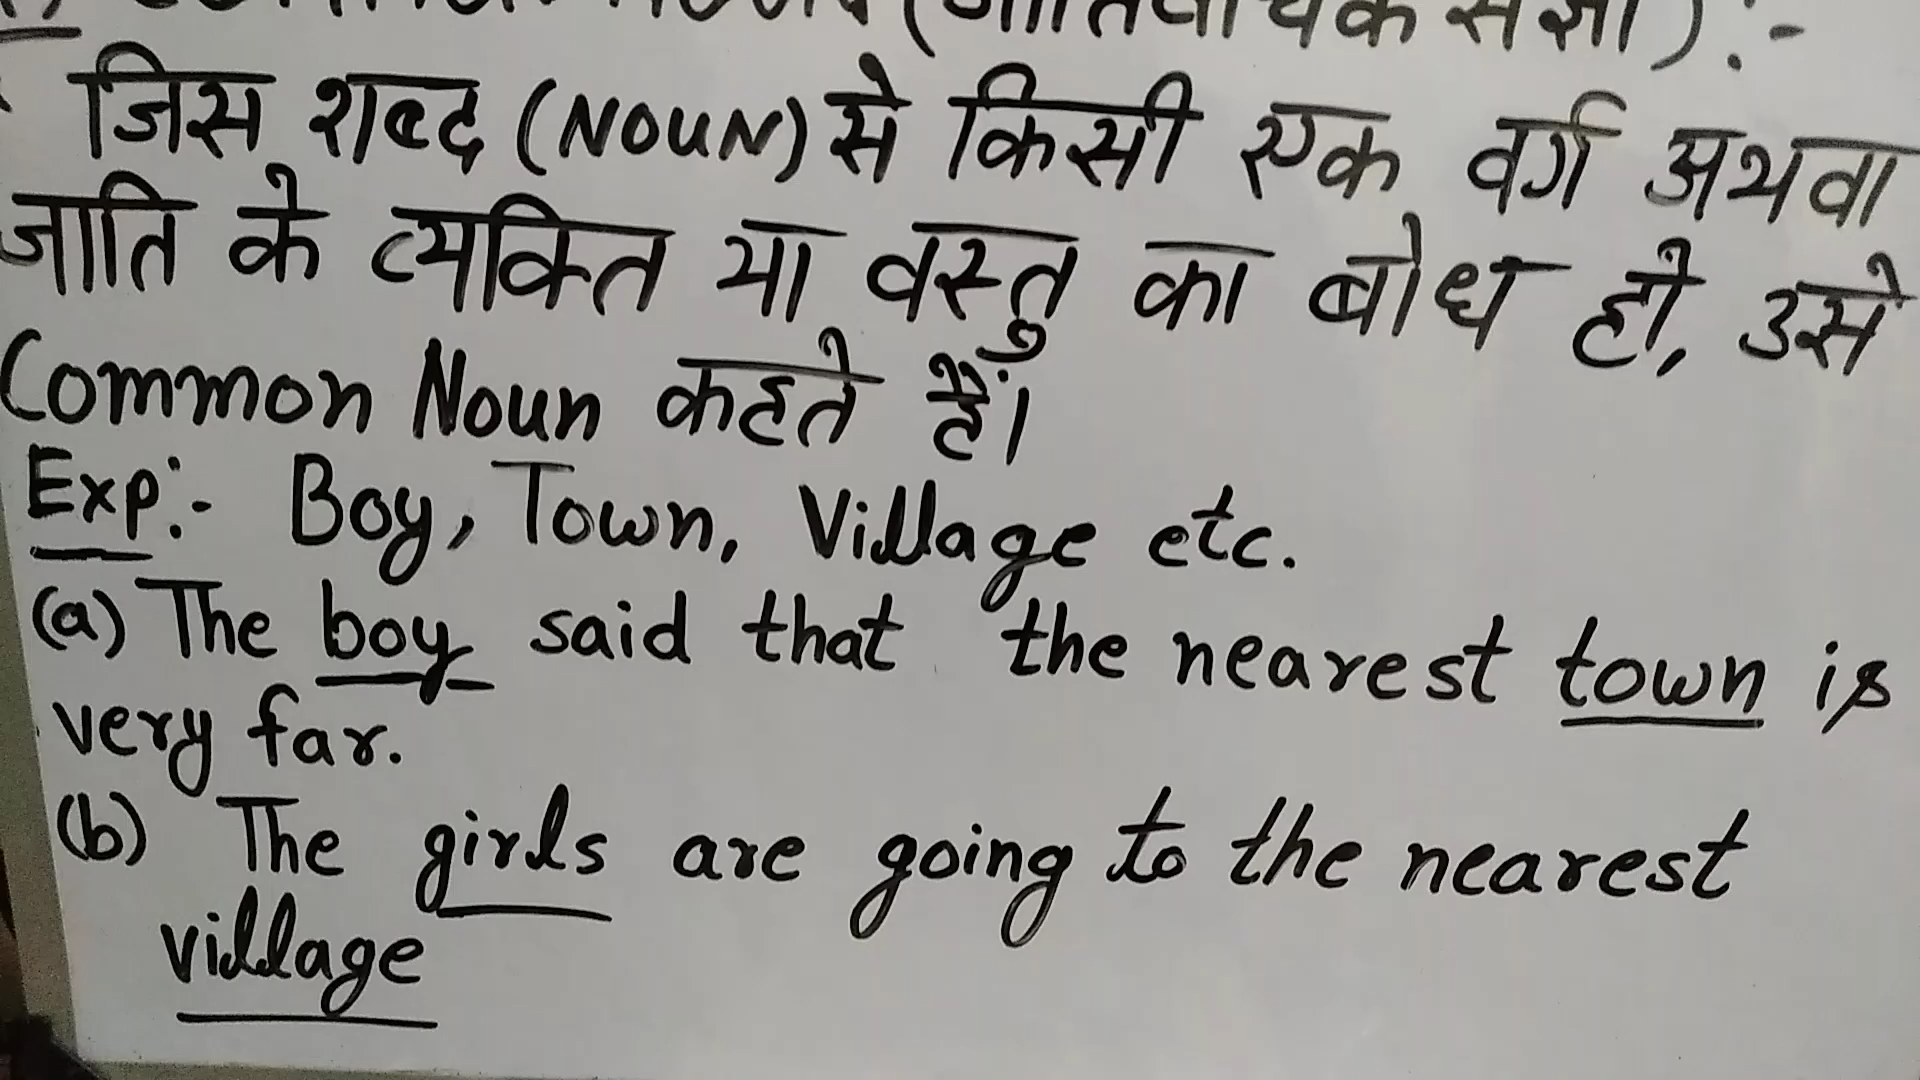 (जातिवाचक संज्ञा) :-
जिस शब्द (NOUN) से किसी एक वर्ग अथवा
जाति के व्यक्ति या वस्तु का बोध हो, उसे
Common Noun कहते हैं।
Exp:- Boy, Town, Village etc.
(a) The boy said that the nearest town is
very far.
(b) The girls are going to the nearest
village